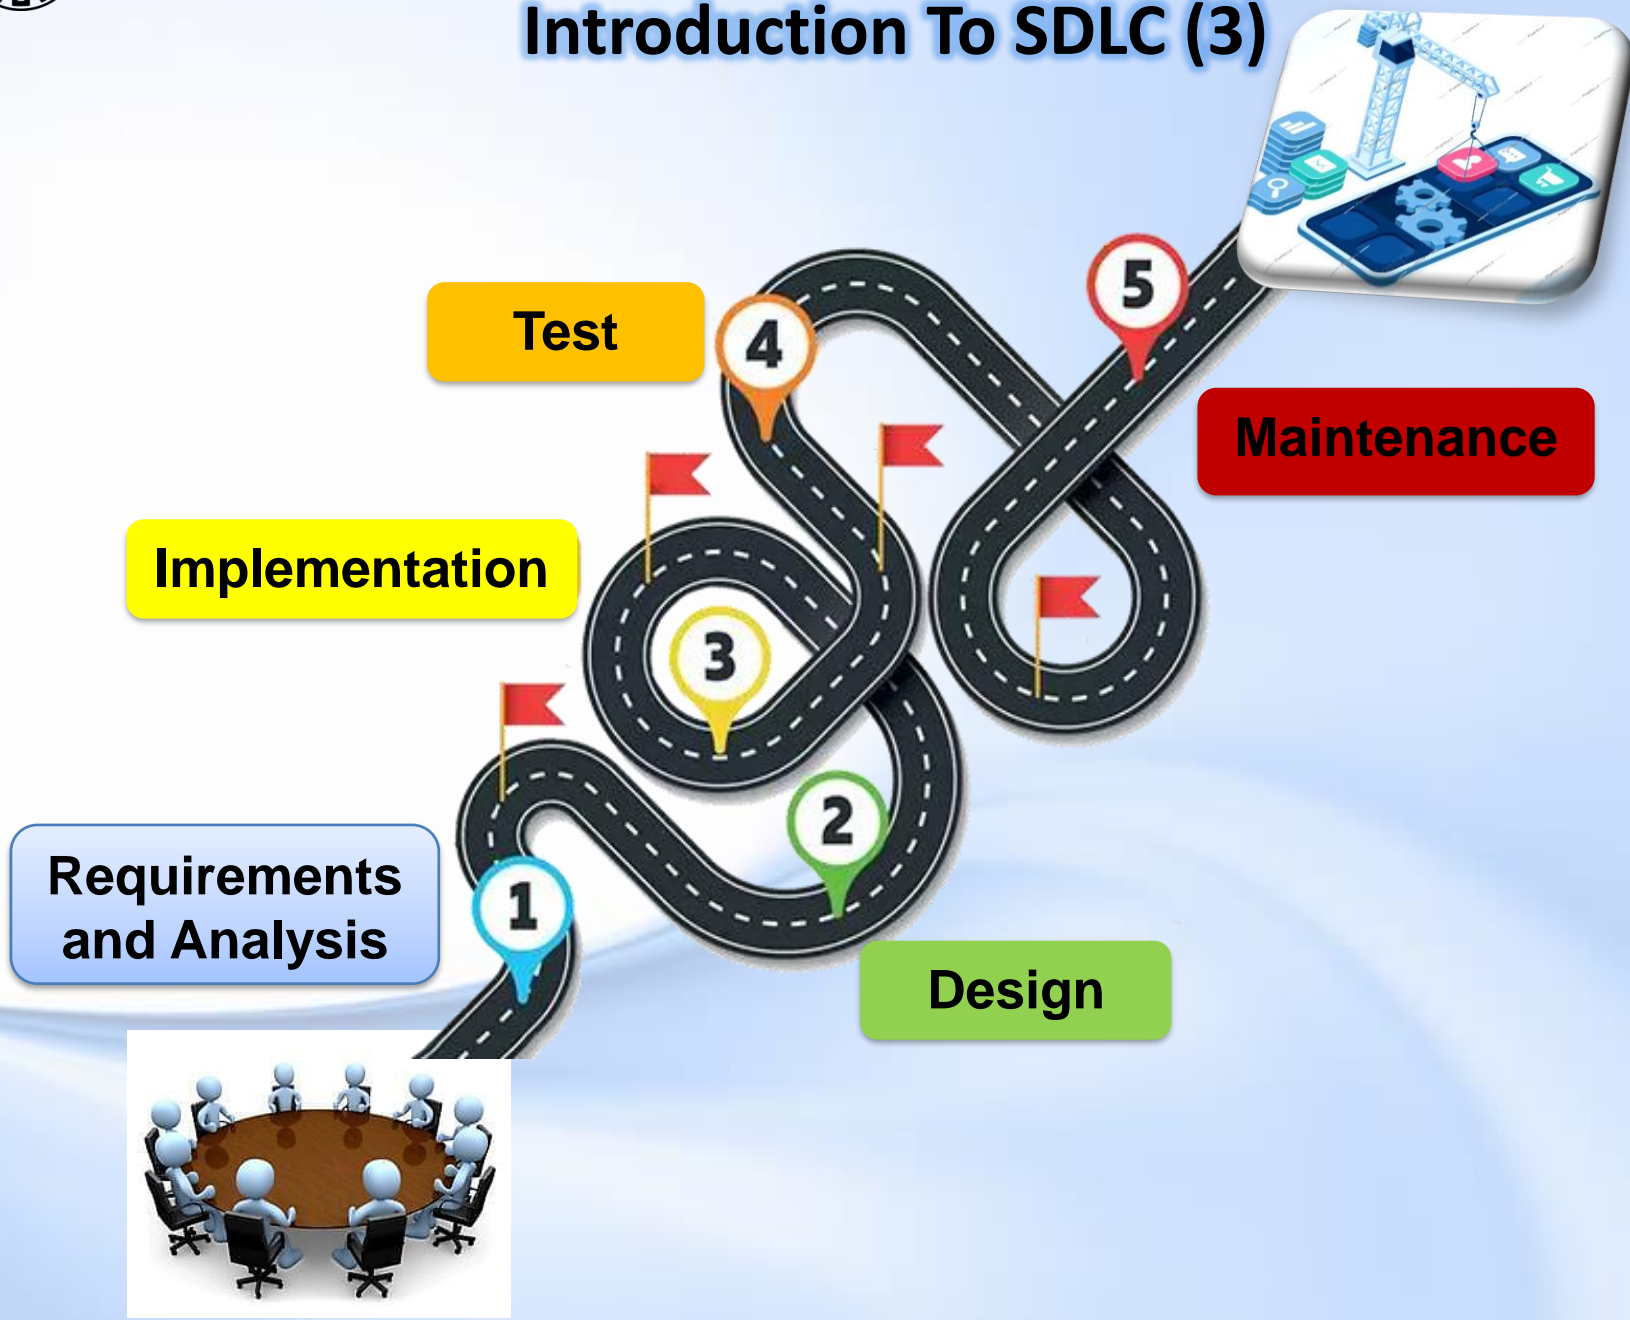 Introduction To SDLC (3)
5
Test
4
Maintenance
Implementation
3
2
Requirements
and Analysis
1
Design